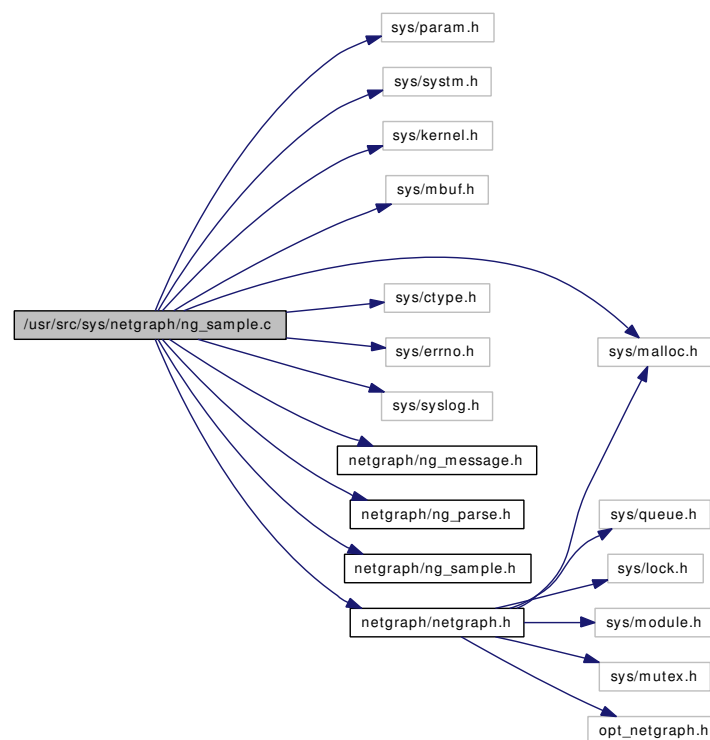 sys/param.h
sys/systm.h
sys/kernel.h
sys/mbuf.h
sys/ctype.h
/usr/src/sys/netgraph/ng_sample.c
sys/errno.h
sys/malloc.h
sys/syslog.h
netgraph/ng_message.h
netgraph/ng_parse.h
sys/queue.h
netgraph/ng_sample.h
sys/lock.h
netgraph/netgraph.h
sys/module.h
sys/mutex.h
opt_netgraph.h